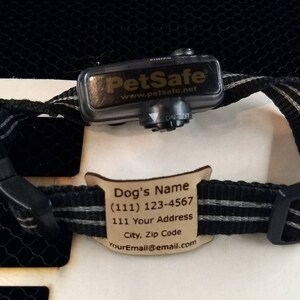 PetSafe®
www.petsafe.net
Dog's Name
(111) 123-4567
111 Your Address
City, Zip Code
YourEmail@email.com